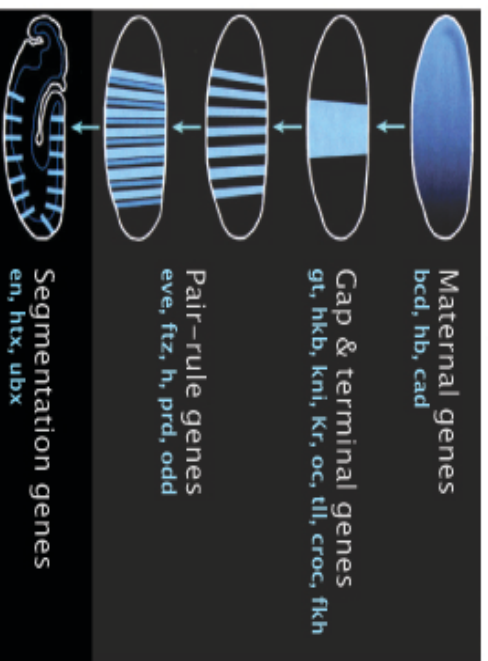 Maternal genes
bcd, hb, cad
Gap & terminal genes
gt, hkb, kni, Kr, oc, tll, croc, fkh
Pair-rule genes
eve, ftz, h, prd, odd
Segmentation genes
en, htx, ubx